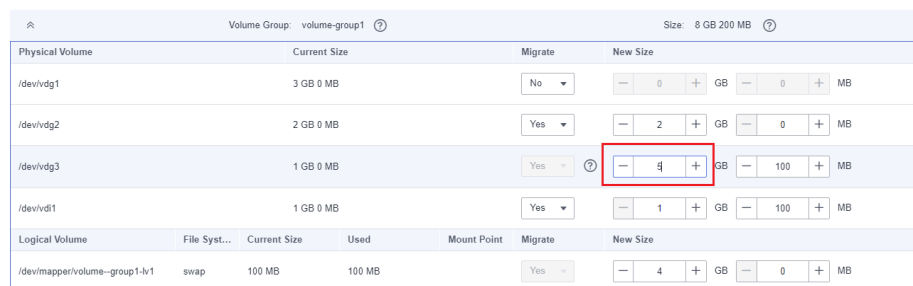 Volume Group: volume-group1 ? Size: 8 GB 200 MB ?
Physical Volume Current Size Migrate New Size
/dev/vdg1 3 GB 0 MB No − 0 + GB − 0 + MB
/dev/vdg2 2 GB 0 MB Yes − 2 + GB − 0 + MB
/dev/vdg3 1 GB 0 MB Yes ? − 5 + GB − 100 + MB
/dev/vdi1 1 GB 0 MB Yes − 1 + GB − 100 + MB
Logical Volume File Syst... Current Size Used Mount Point Migrate New Size
/dev/mapper/volume--group1-lv1 swap 100 MB 100 MB Yes − 4 + GB − 0 + MB